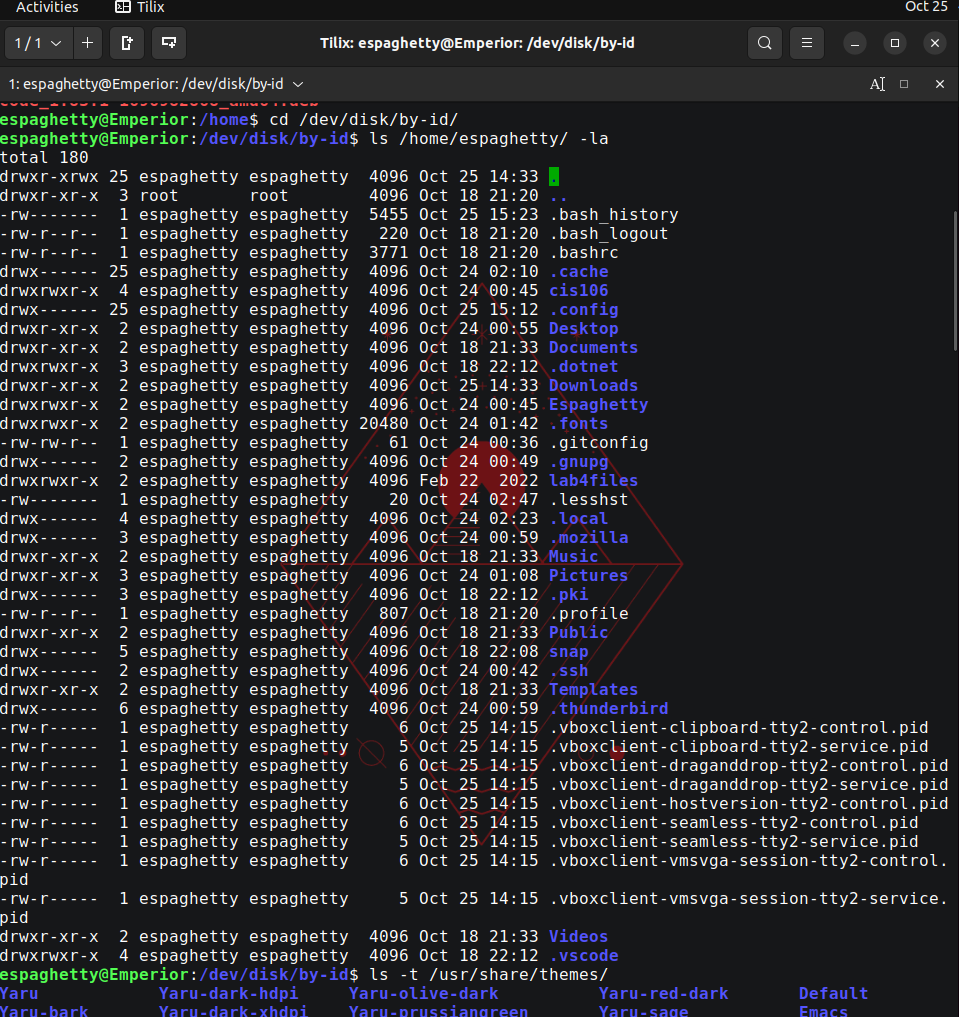 Activities Tilix Oct 25
1 / 1 Tilix: espaghetty@Emperior: /dev/disk/by-id
1: espaghetty@Emperior: /dev/disk/by-id
espaghetty@Emperior:/home$ cd /dev/disk/by-id/
espaghetty@Emperior:/dev/disk/by-id$ ls /home/espaghetty/ -la
total 180
drwxr-xrwx 25 espaghetty espaghetty  4096 Oct 25 14:33 .
drwxr-xr-x  3 root       root        4096 Oct 18 21:20 ..
-rw-------  1 espaghetty espaghetty  5455 Oct 25 15:23 .bash_history
-rw-r--r--  1 espaghetty espaghetty   220 Oct 18 21:20 .bash_logout
-rw-r--r--  1 espaghetty espaghetty  3771 Oct 18 21:20 .bashrc
drwx------ 25 espaghetty espaghetty  4096 Oct 24 02:10 .cache
drwxrwxr-x  4 espaghetty espaghetty  4096 Oct 24 00:45 cis106
drwx------ 25 espaghetty espaghetty  4096 Oct 25 15:12 .config
drwxr-xr-x  2 espaghetty espaghetty  4096 Oct 24 00:55 Desktop
drwxr-xr-x  2 espaghetty espaghetty  4096 Oct 18 21:33 Documents
drwxrwxr-x  3 espaghetty espaghetty  4096 Oct 18 22:12 .dotnet
drwxr-xr-x  2 espaghetty espaghetty  4096 Oct 25 14:33 Downloads
drwxrwxr-x  2 espaghetty espaghetty  4096 Oct 24 00:45 Espaghetty
drwxrwxr-x  2 espaghetty espaghetty 20480 Oct 24 01:42 .fonts
-rw-rw-r--  1 espaghetty espaghetty    61 Oct 24 00:36 .gitconfig
drwx------  2 espaghetty espaghetty  4096 Oct 24 00:49 .gnupg
drwxrwxr-x  2 espaghetty espaghetty  4096 Feb 22  2022 lab4files
-rw-------  1 espaghetty espaghetty    20 Oct 24 02:47 .lesshst
drwx------  4 espaghetty espaghetty  4096 Oct 24 02:23 .local
drwx------  3 espaghetty espaghetty  4096 Oct 24 00:59 .mozilla
drwxr-xr-x  2 espaghetty espaghetty  4096 Oct 18 21:33 Music
drwxr-xr-x  3 espaghetty espaghetty  4096 Oct 24 01:08 Pictures
drwx------  3 espaghetty espaghetty  4096 Oct 18 22:12 .pki
-rw-r--r--  1 espaghetty espaghetty   807 Oct 18 21:20 .profile
drwxr-xr-x  2 espaghetty espaghetty  4096 Oct 18 21:33 Public
drwx------  5 espaghetty espaghetty  4096 Oct 18 22:08 snap
drwx------  2 espaghetty espaghetty  4096 Oct 24 00:42 .ssh
drwxr-xr-x  2 espaghetty espaghetty  4096 Oct 18 21:33 Templates
drwx------  6 espaghetty espaghetty  4096 Oct 24 00:59 .thunderbird
-rw-r-----  1 espaghetty espaghetty     6 Oct 25 14:15 .vboxclient-clipboard-tty2-control.pid
-rw-r-----  1 espaghetty espaghetty     5 Oct 25 14:15 .vboxclient-clipboard-tty2-service.pid
-rw-r-----  1 espaghetty espaghetty     6 Oct 25 14:15 .vboxclient-draganddrop-tty2-control.pid
-rw-r-----  1 espaghetty espaghetty     5 Oct 25 14:15 .vboxclient-draganddrop-tty2-service.pid
-rw-r-----  1 espaghetty espaghetty     6 Oct 25 14:15 .vboxclient-hostversion-tty2-control.pid
-rw-r-----  1 espaghetty espaghetty     6 Oct 25 14:15 .vboxclient-seamless-tty2-control.pid
-rw-r-----  1 espaghetty espaghetty     5 Oct 25 14:15 .vboxclient-seamless-tty2-service.pid
-rw-r-----  1 espaghetty espaghetty     6 Oct 25 14:15 .vboxclient-vmsvga-session-tty2-control.
pid
-rw-r-----  1 espaghetty espaghetty     5 Oct 25 14:15 .vboxclient-vmsvga-session-tty2-service.
pid
drwxr-xr-x  2 espaghetty espaghetty  4096 Oct 18 21:33 Videos
drwxrwxr-x  4 espaghetty espaghetty  4096 Oct 18 22:12 .vscode
espaghetty@Emperior:/dev/disk/by-id$ ls -t /usr/share/themes/
Yaru Yaru-dark-hdpi Yaru-olive-dark Yaru-red-dark Default
Yaru-bark Yaru-dark-xhdpi Yaru-prussiangreen Yaru-sage Emacs